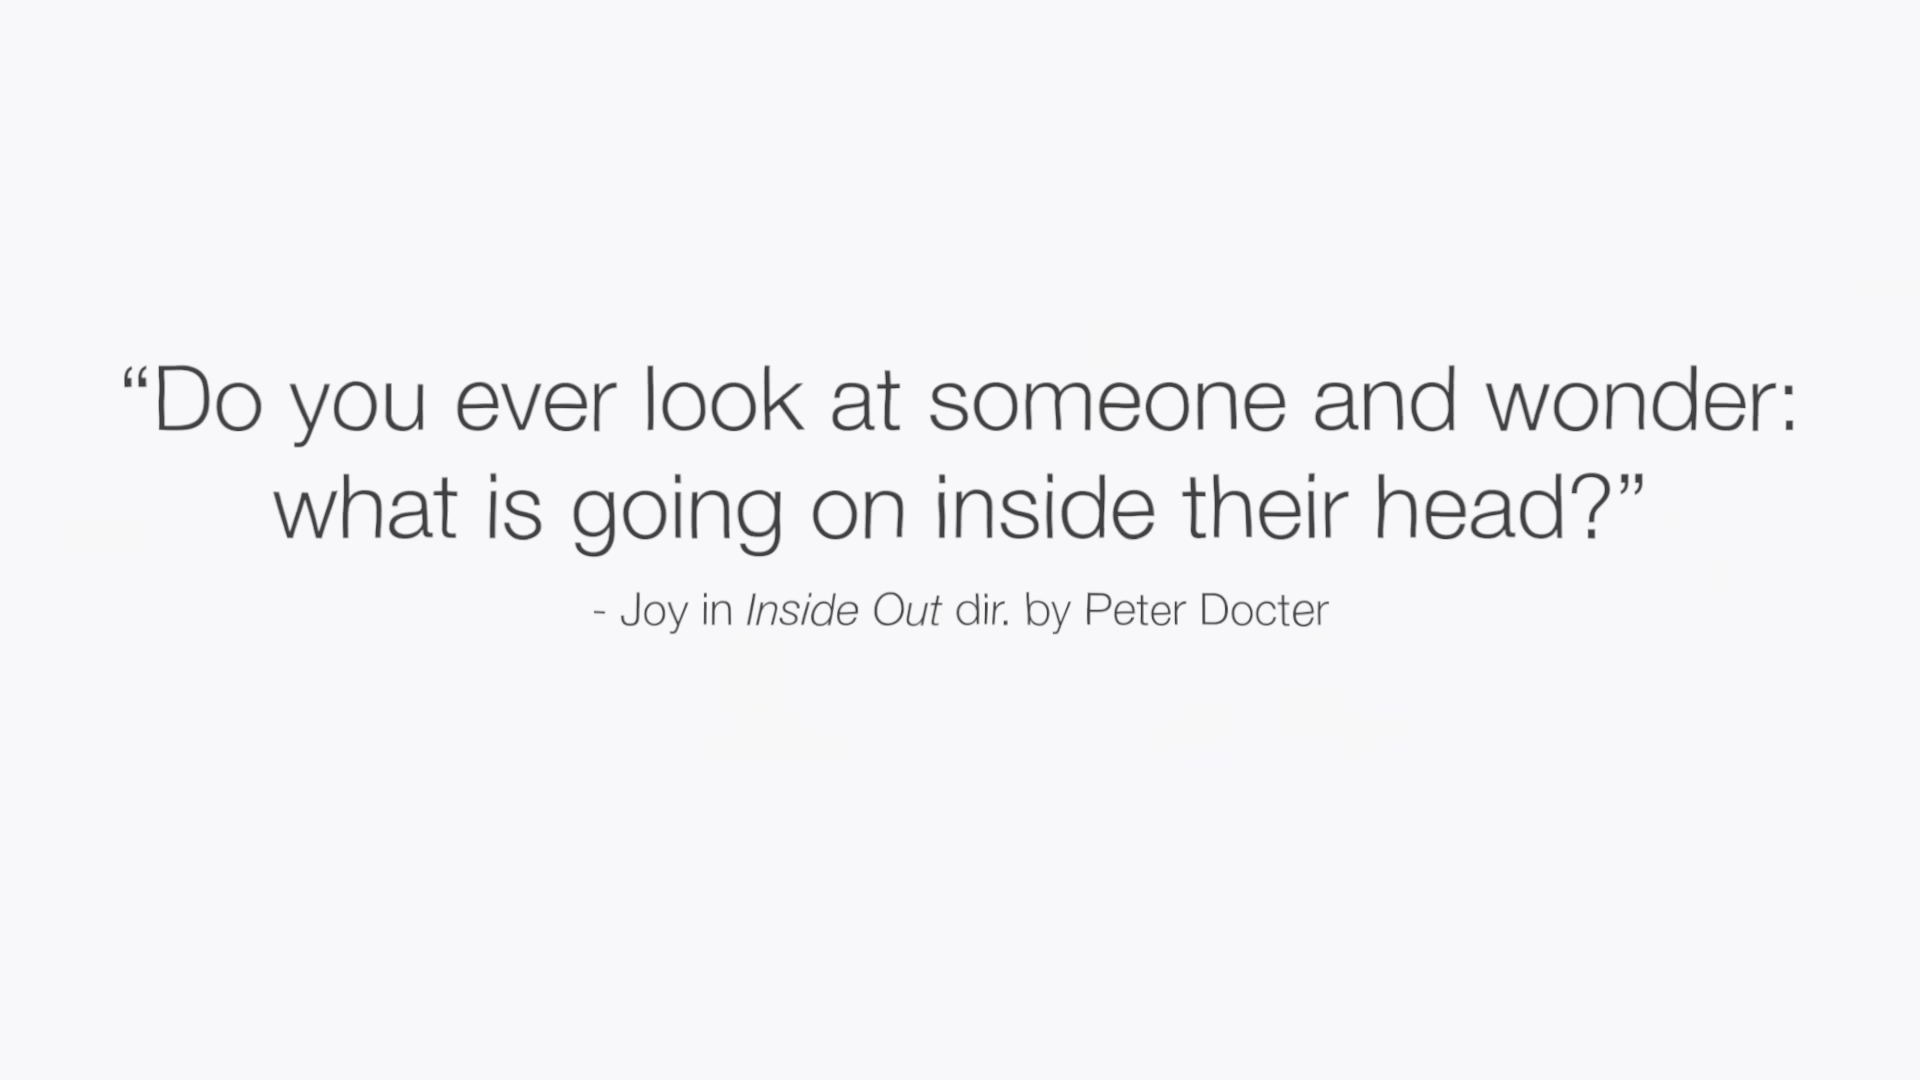 “Do you ever look at someone and wonder:
what is going on inside their head?”
- Joy in Inside Out dir. by Peter Docter